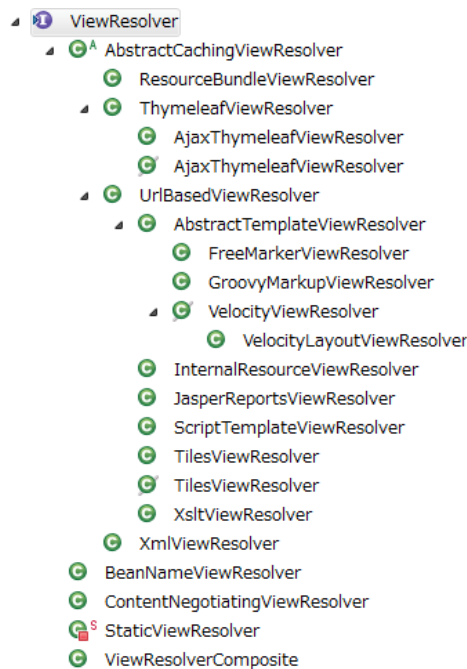 ViewResolver
AbstractCachingViewResolver
ResourceBundleViewResolver
ThymeleafViewResolver
AjaxThymeleafViewResolver
AjaxThymeleafViewResolver
UrlBasedViewResolver
AbstractTemplateViewResolver
FreeMarkerViewResolver
GroovyMarkupViewResolver
VelocityViewResolver
VelocityLayoutViewResolver
InternalResourceViewResolver
JasperReportsViewResolver
ScriptTemplateViewResolver
TilesViewResolver
TilesViewResolver
XsltViewResolver
XmlViewResolver
BeanNameViewResolver
ContentNegotiatingViewResolver
StaticViewResolver
ViewResolverComposite